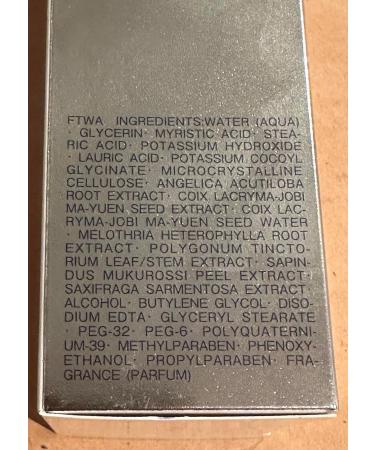 FTWA INGREDIENTS:WATER (AQUA)
· GLYCERIN· MYRISTIC ACID· STEA-
RIC ACID· POTASSIUM HYDROXIDE
· LAURIC ACID· POTASSIUM COCOYL
GLYCINATE· MICROCRYSTALLINE
CELLULOSE· ANGELICA ACUTILOBA
ROOT EXTRACT· COIX LACRYMA-JOBI
MA-YUEN SEED EXTRACT· COIX LAC-
RYMA-JOBI MA-YUEN SEED WATER
· MELOTHRIA HETEROPHYLLA ROOT
EXTRACT· POLYGONUM TINCTO-
RIUM LEAF/STEM EXTRACT· SAPIN-
DUS MUKUROSSI PEEL EXTRACT·
SAXIFRAGA SARMENTOSA EXTRACT·
ALCOHOL· BUTYLENE GLYCOL· DISO-
DIUM EDTA· GLYCERYL STEARATE
· PEG-32· PEG-6· POLYQUATERNI-
UM-39· METHYLPARABEN· PHENOXY-
ETHANOL· PROPYLPARABEN· FRA-
GRANCE (PARFUM)